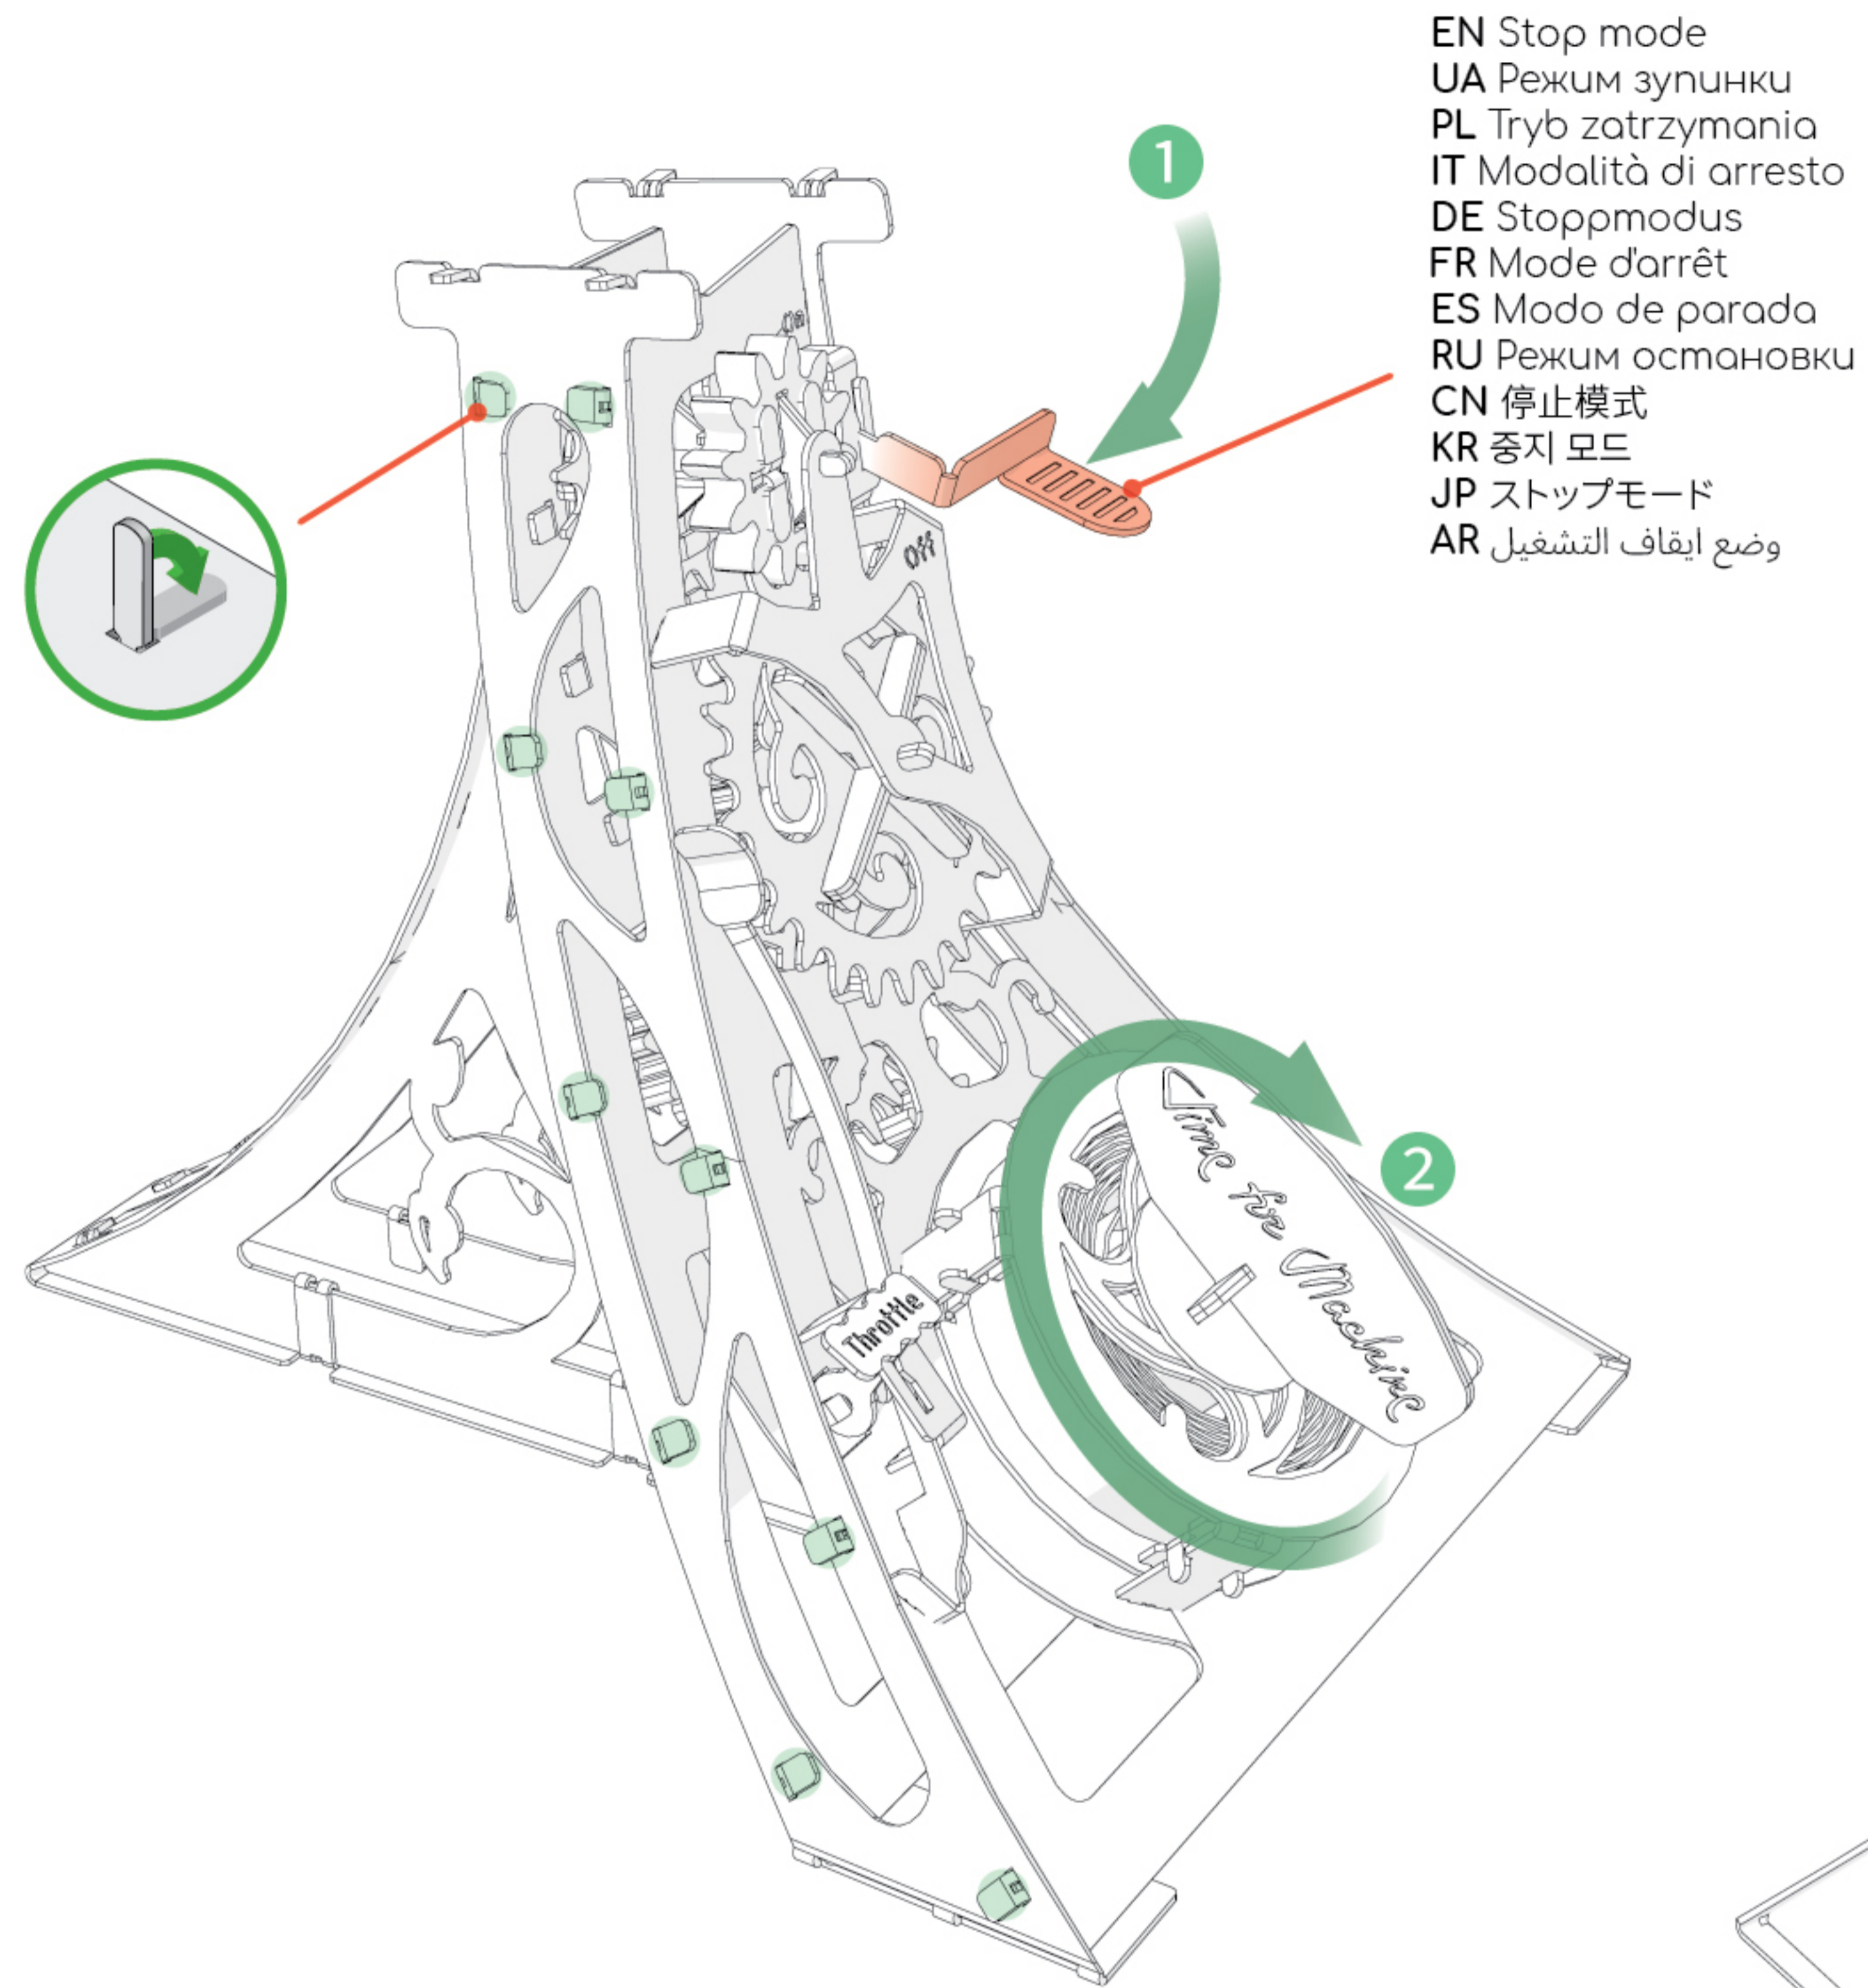 EN Stop mode
UA Режим зупинки
PL Tryb zatrzymania
IT Modalità di arresto
DE Stoppmodus
FR Mode d'arrêt
ES Modo de parada
RU Режим остановки
CN 停止模式
KR 중지 모드
JP ストップモード
AR وضع ايقاف التشغيل
1
On
Off
2
Time for Machine
Throttle